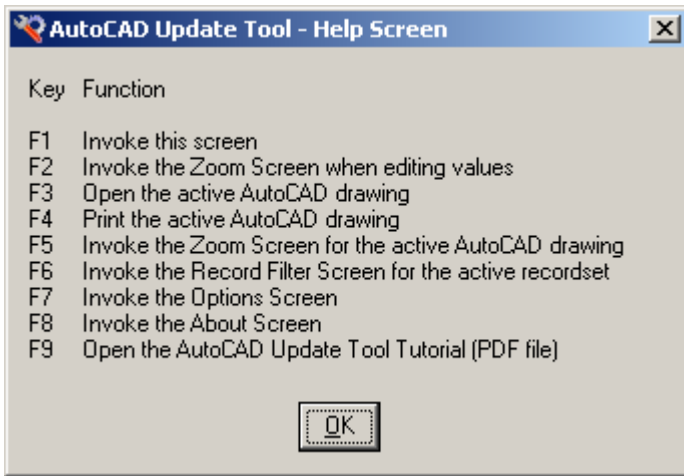 AutoCAD Update Tool - Help Screen
Key Function
F1 Invoke this screen
F2 Invoke the Zoom Screen when editing values
F3 Open the active AutoCAD drawing
F4 Print the active AutoCAD drawing
F5 Invoke the Zoom Screen for the active AutoCAD drawing
F6 Invoke the Record Filter Screen for the active recordset
F7 Invoke the Options Screen
F8 Invoke the About Screen
F9 Open the AutoCAD Update Tool Tutorial (PDF file)
OK